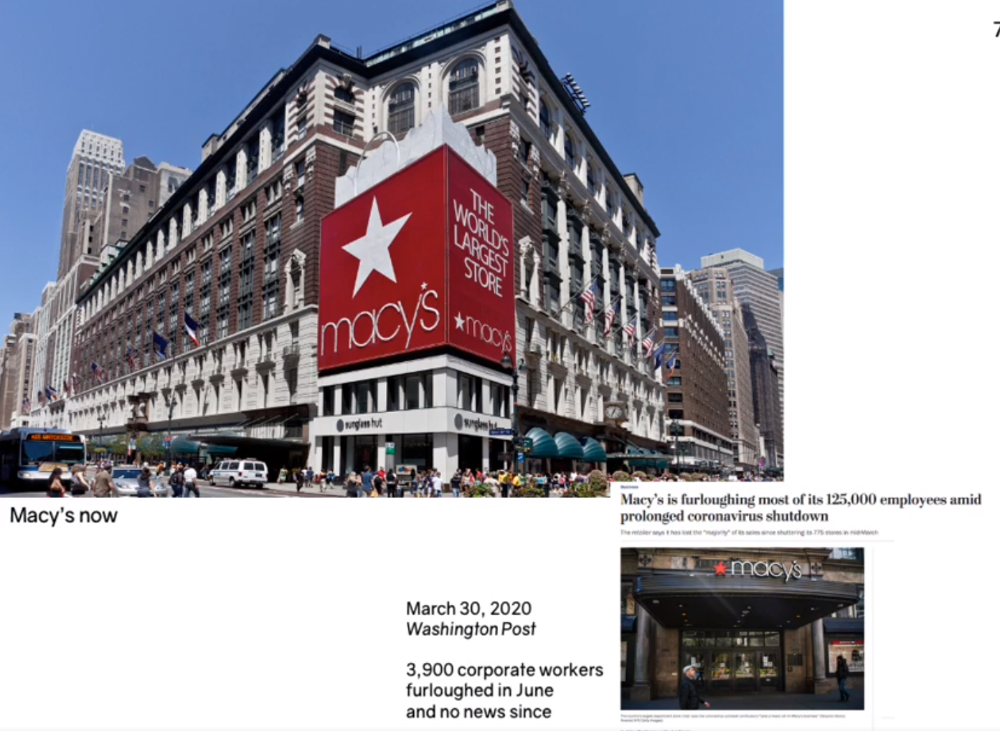 7
THE
WORLD'S
LARGEST
STORE
macy's
macy's
sunglass hut
sunglass hut
M16 WATERSIDE
Macy's now
Business
Macy's is furloughing most of its 125,000 employees amid
prolonged coronavirus shutdown
The retailer says it has lost the "majority" of its sales since shuttering its 775 stores in mid-March
macy's
March 30, 2020
Washington Post
3,900 corporate workers
furloughed in June
and no news since